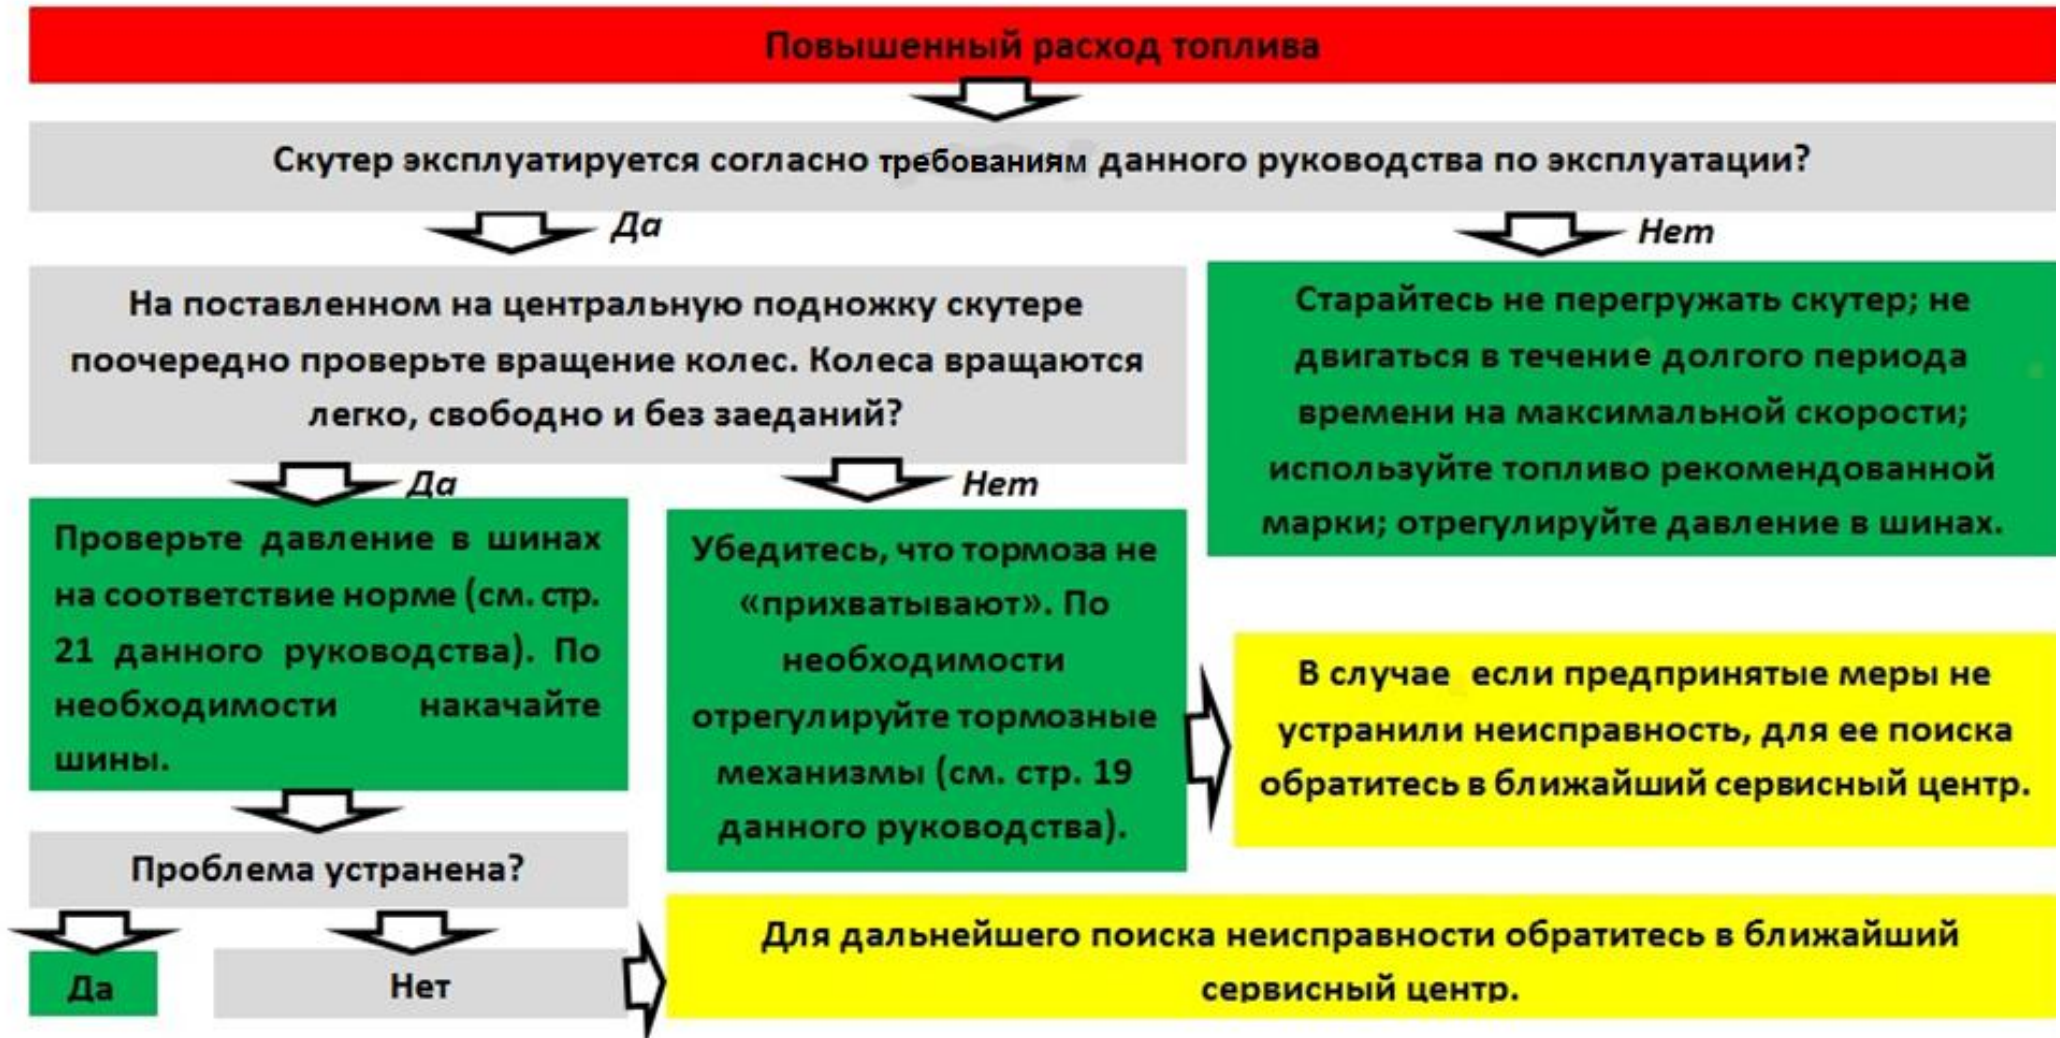 Повышенный расход топлива
Скутер эксплуатируется согласно требованиям данного руководства по эксплуатации?
Да
Нет
На поставленном на центральную подножку скутере
поочередно проверьте вращение колес. Колеса вращаются
легко, свободно и без заеданий?
Старайтесь не перегружать скутер; не
двигаться в течение долгого периода
времени на максимальной скорости;
используйте топливо рекомендованной
марки; отрегулируйте давление в шинах.
Да
Нет
Проверьте давление в шинах
на соответствие норме (см. стр.
21 данного руководства). По
необходимости накачайте
шины.
Убедитесь, что тормоза не
«прихватывают». По
необходимости
отрегулируйте тормозные
механизмы (см. стр. 19
данного руководства).
В случае если предпринятые меры не
устранили неисправность, для ее поиска
обратитесь в ближайший сервисный центр.
Проблема устранена?
Да
Нет
Для дальнейшего поиска неисправности обратитесь в ближайший
сервисный центр.